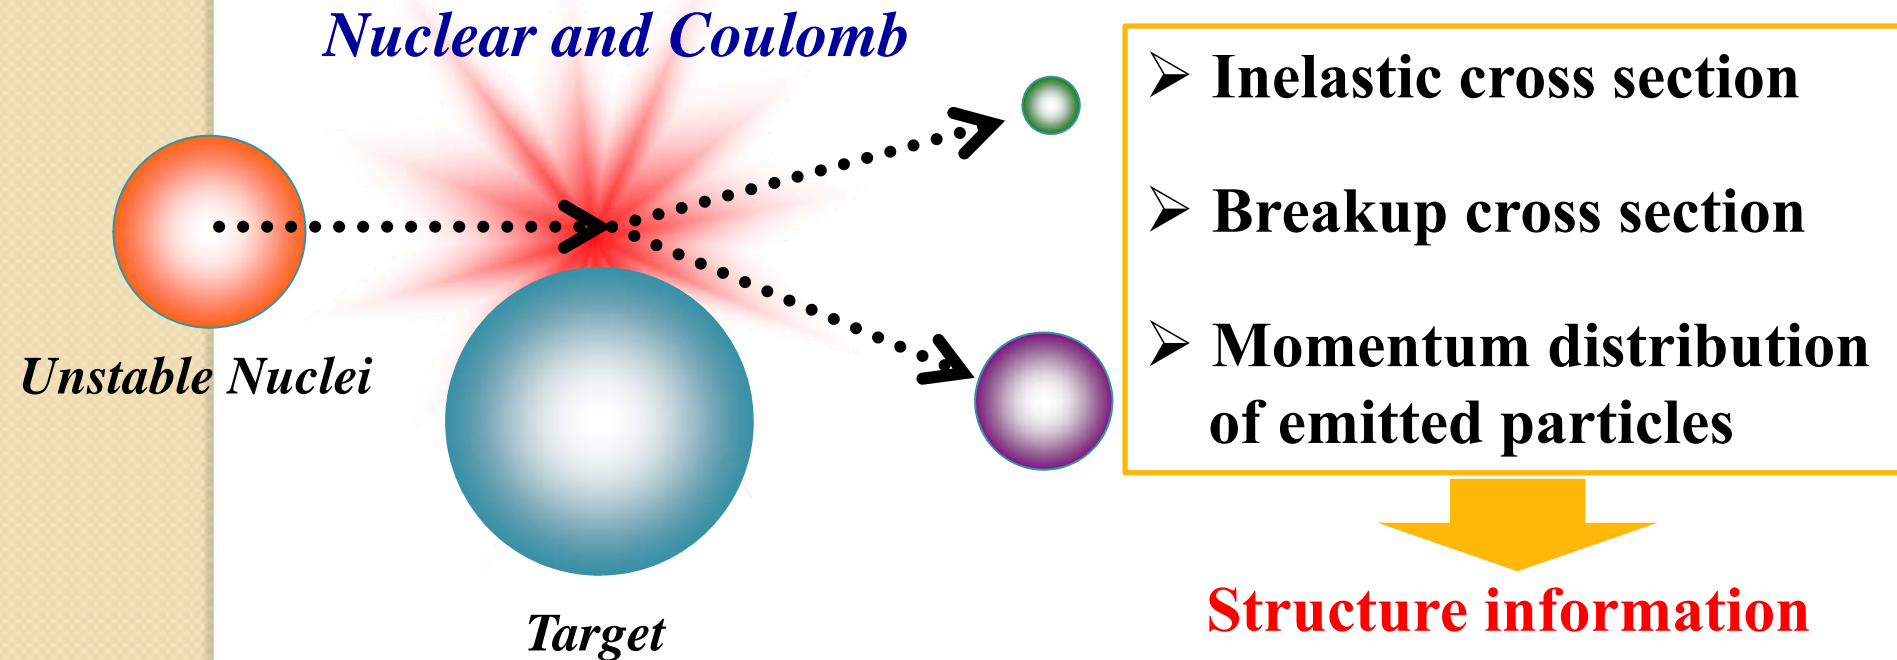 Nuclear and Coulomb
Unstable Nuclei
Target
➢ Inelastic cross section
➢ Breakup cross section
➢ Momentum distribution
of emitted particles
Structure information